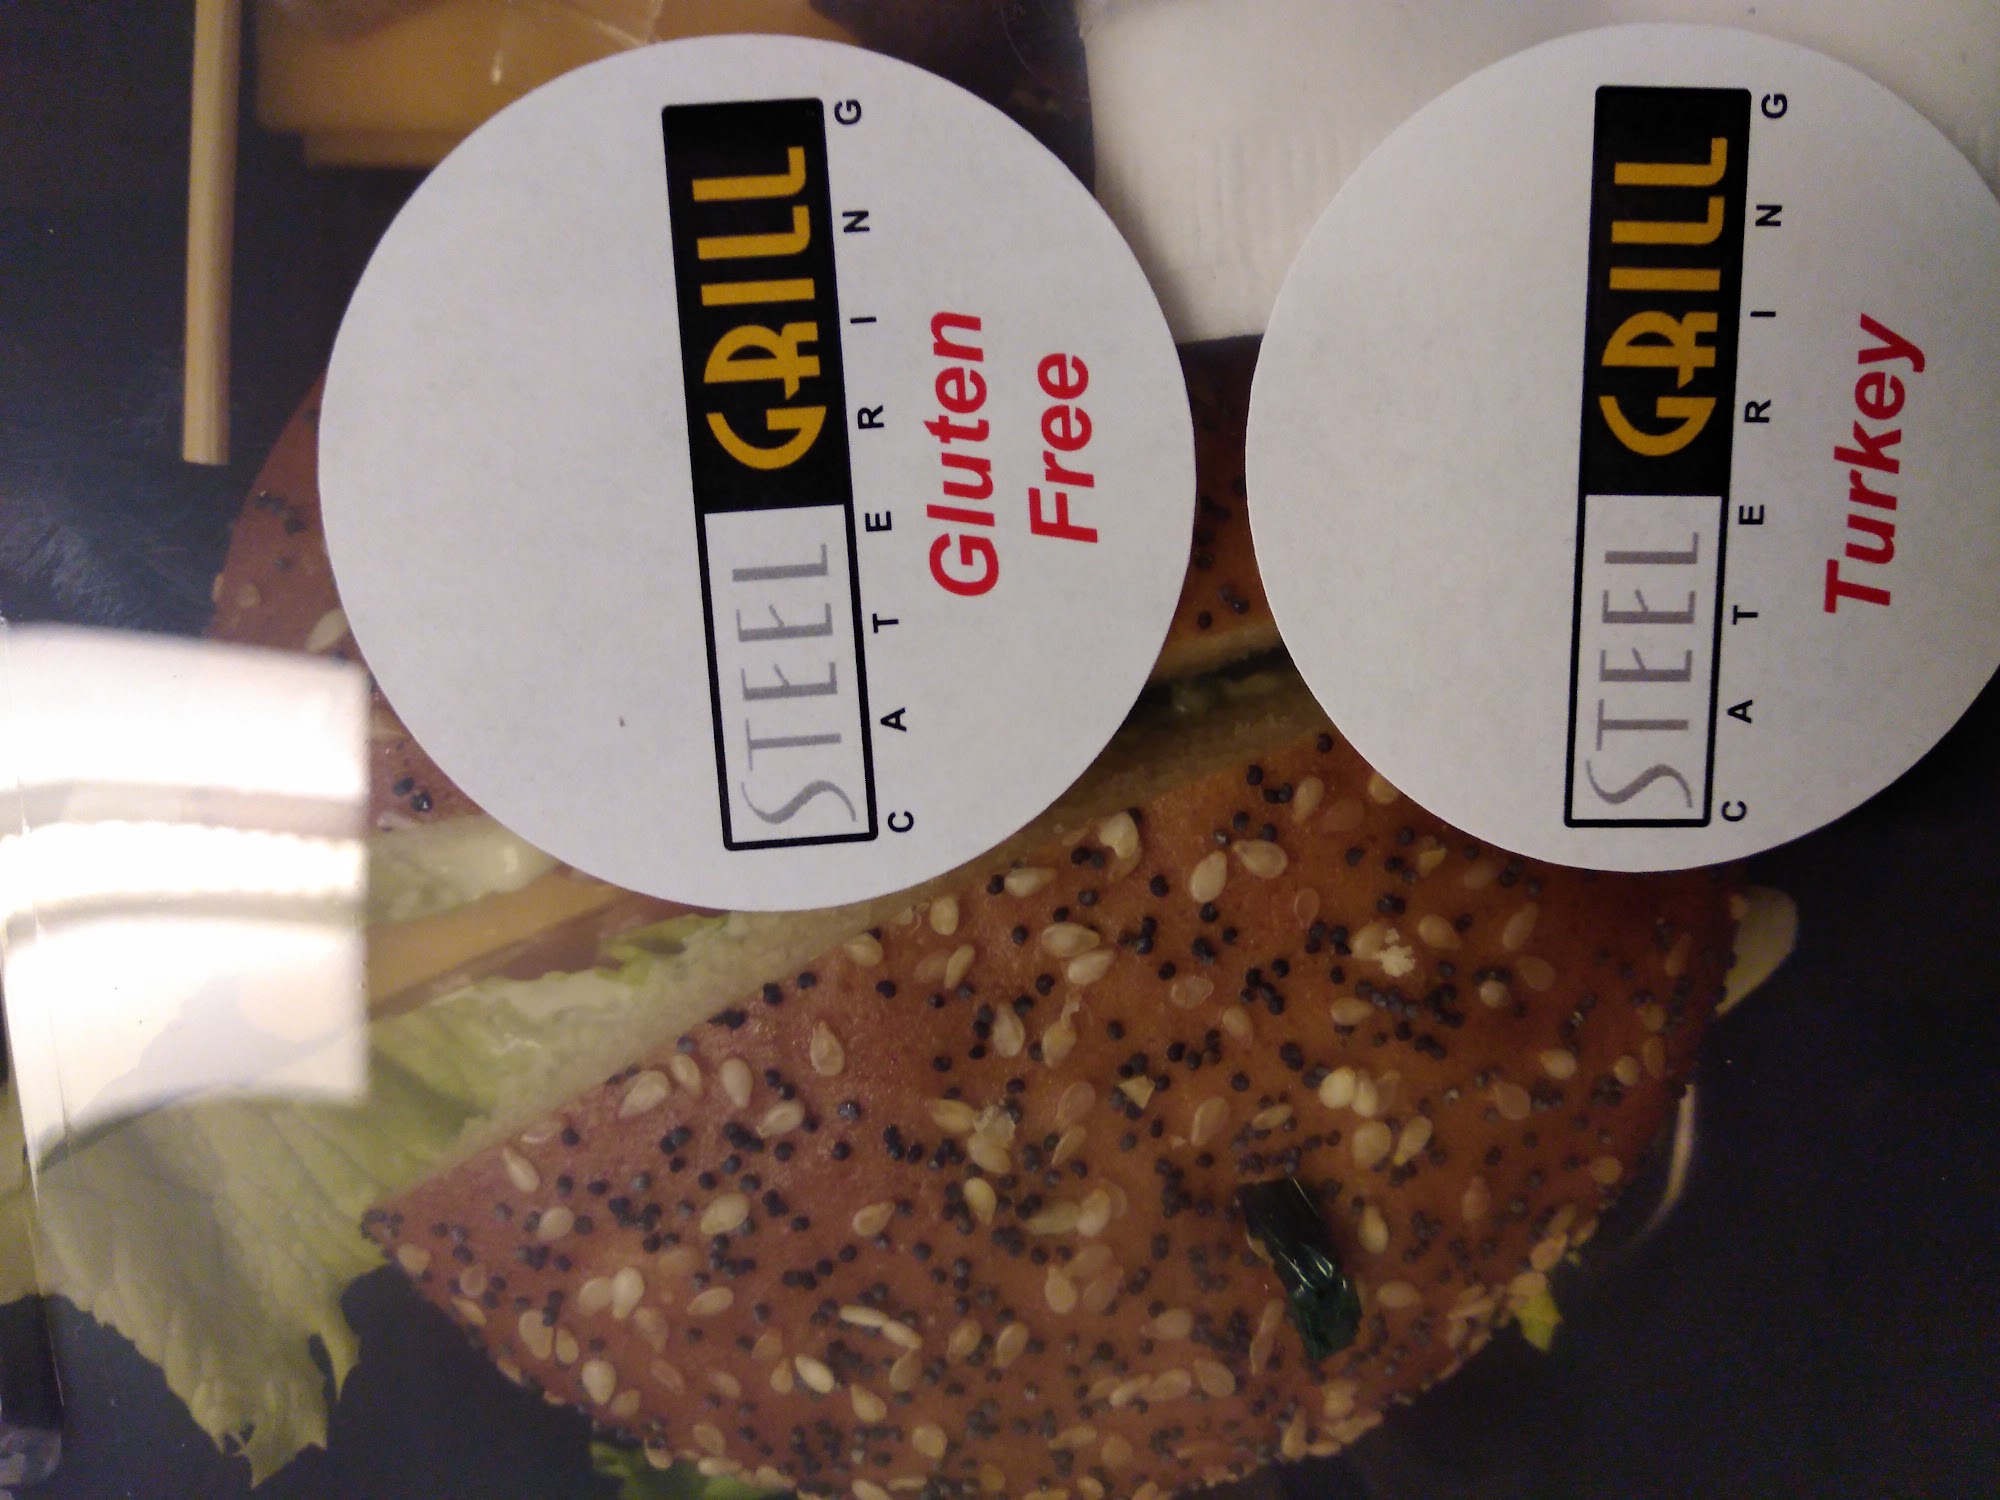 STEEL GRILL
CATERING
Gluten
Free
STEEL GRILL
CATERING
Turkey